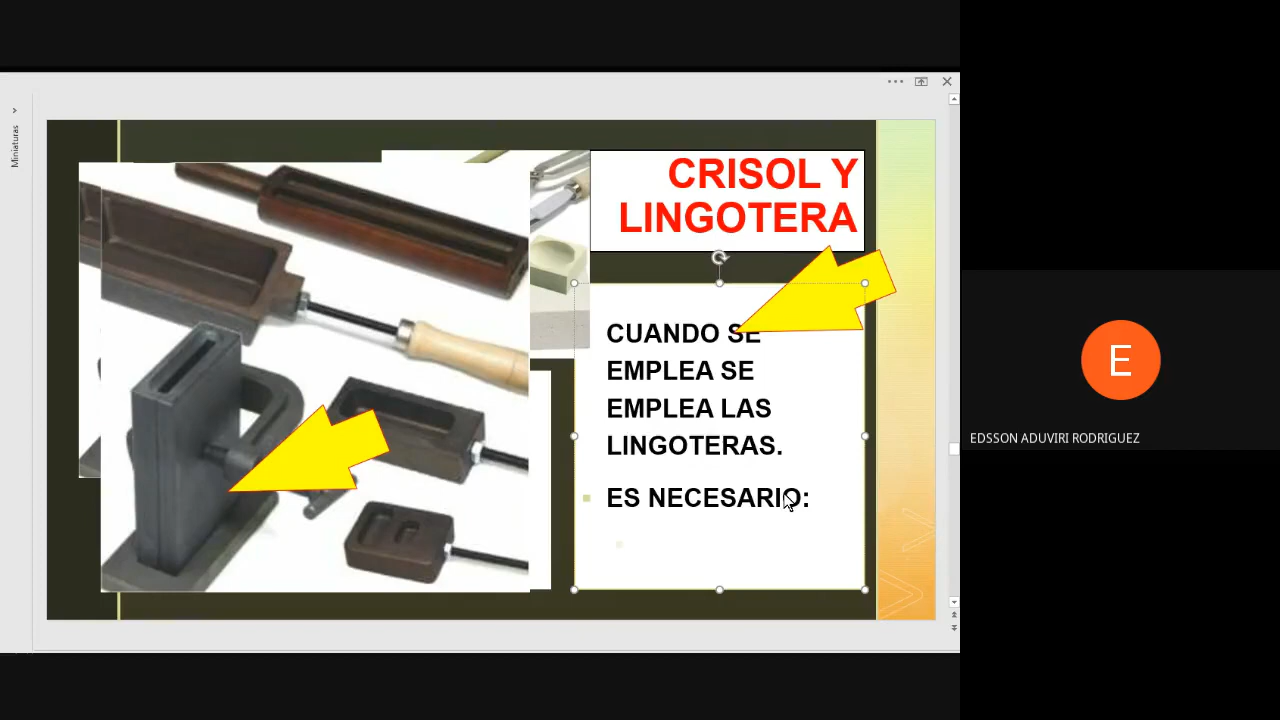 Miniaturas
CRISOL Y
LINGOTERA
CUANDO SE
EMPLEA SE
EMPLEA LAS
LINGOTERAS.
ES NECESARIO:
E
EDSSON ADUVIRI RODRIGUEZ